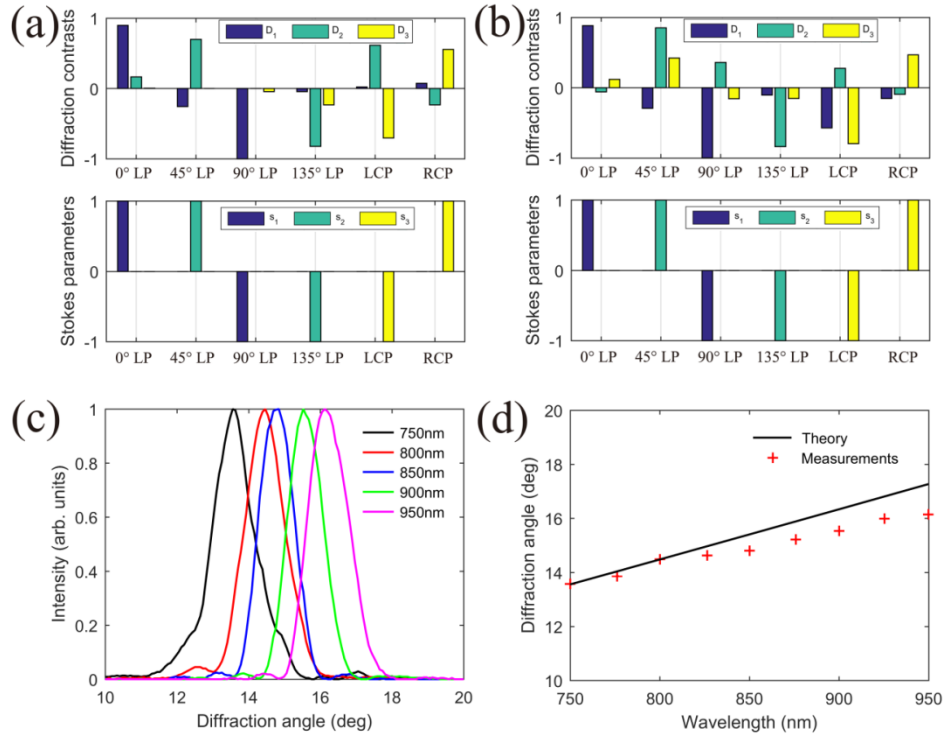 (a)
D1 D2 D3
Diffraction contrasts
1
0
-1
0° LP 45° LP 90° LP 135° LP LCP RCP
s1 s2 s3
Stokes parameters
1
0
-1
0° LP 45° LP 90° LP 135° LP LCP RCP
(b)
D1 D2 D3
Diffraction contrasts
1
0
-1
0° LP 45° LP 90° LP 135° LP LCP RCP
s1 s2 s3
Stokes parameters
1
0
-1
0° LP 45° LP 90° LP 135° LP LCP RCP
(c)
Intensity (arb. units)
1
0.8
0.6
0.4
0.2
0
10 12 14 16 18 20
Diffraction angle (deg)
750nm
800nm
850nm
900nm
950nm
(d)
Diffraction angle (deg)
20
18
16
14
12
10
750 800 850 900 950
Wavelength (nm)
Theory
Measurements